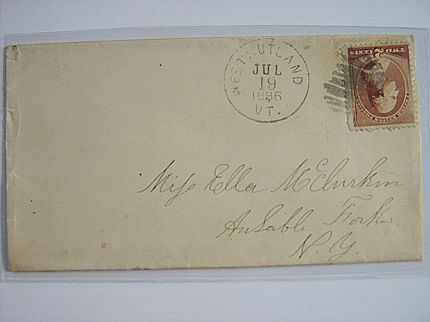 WEST RUTLAND
JUL
19
1886
VT.
Miss Ella McClurkin
AuSable Forks
N. Y.